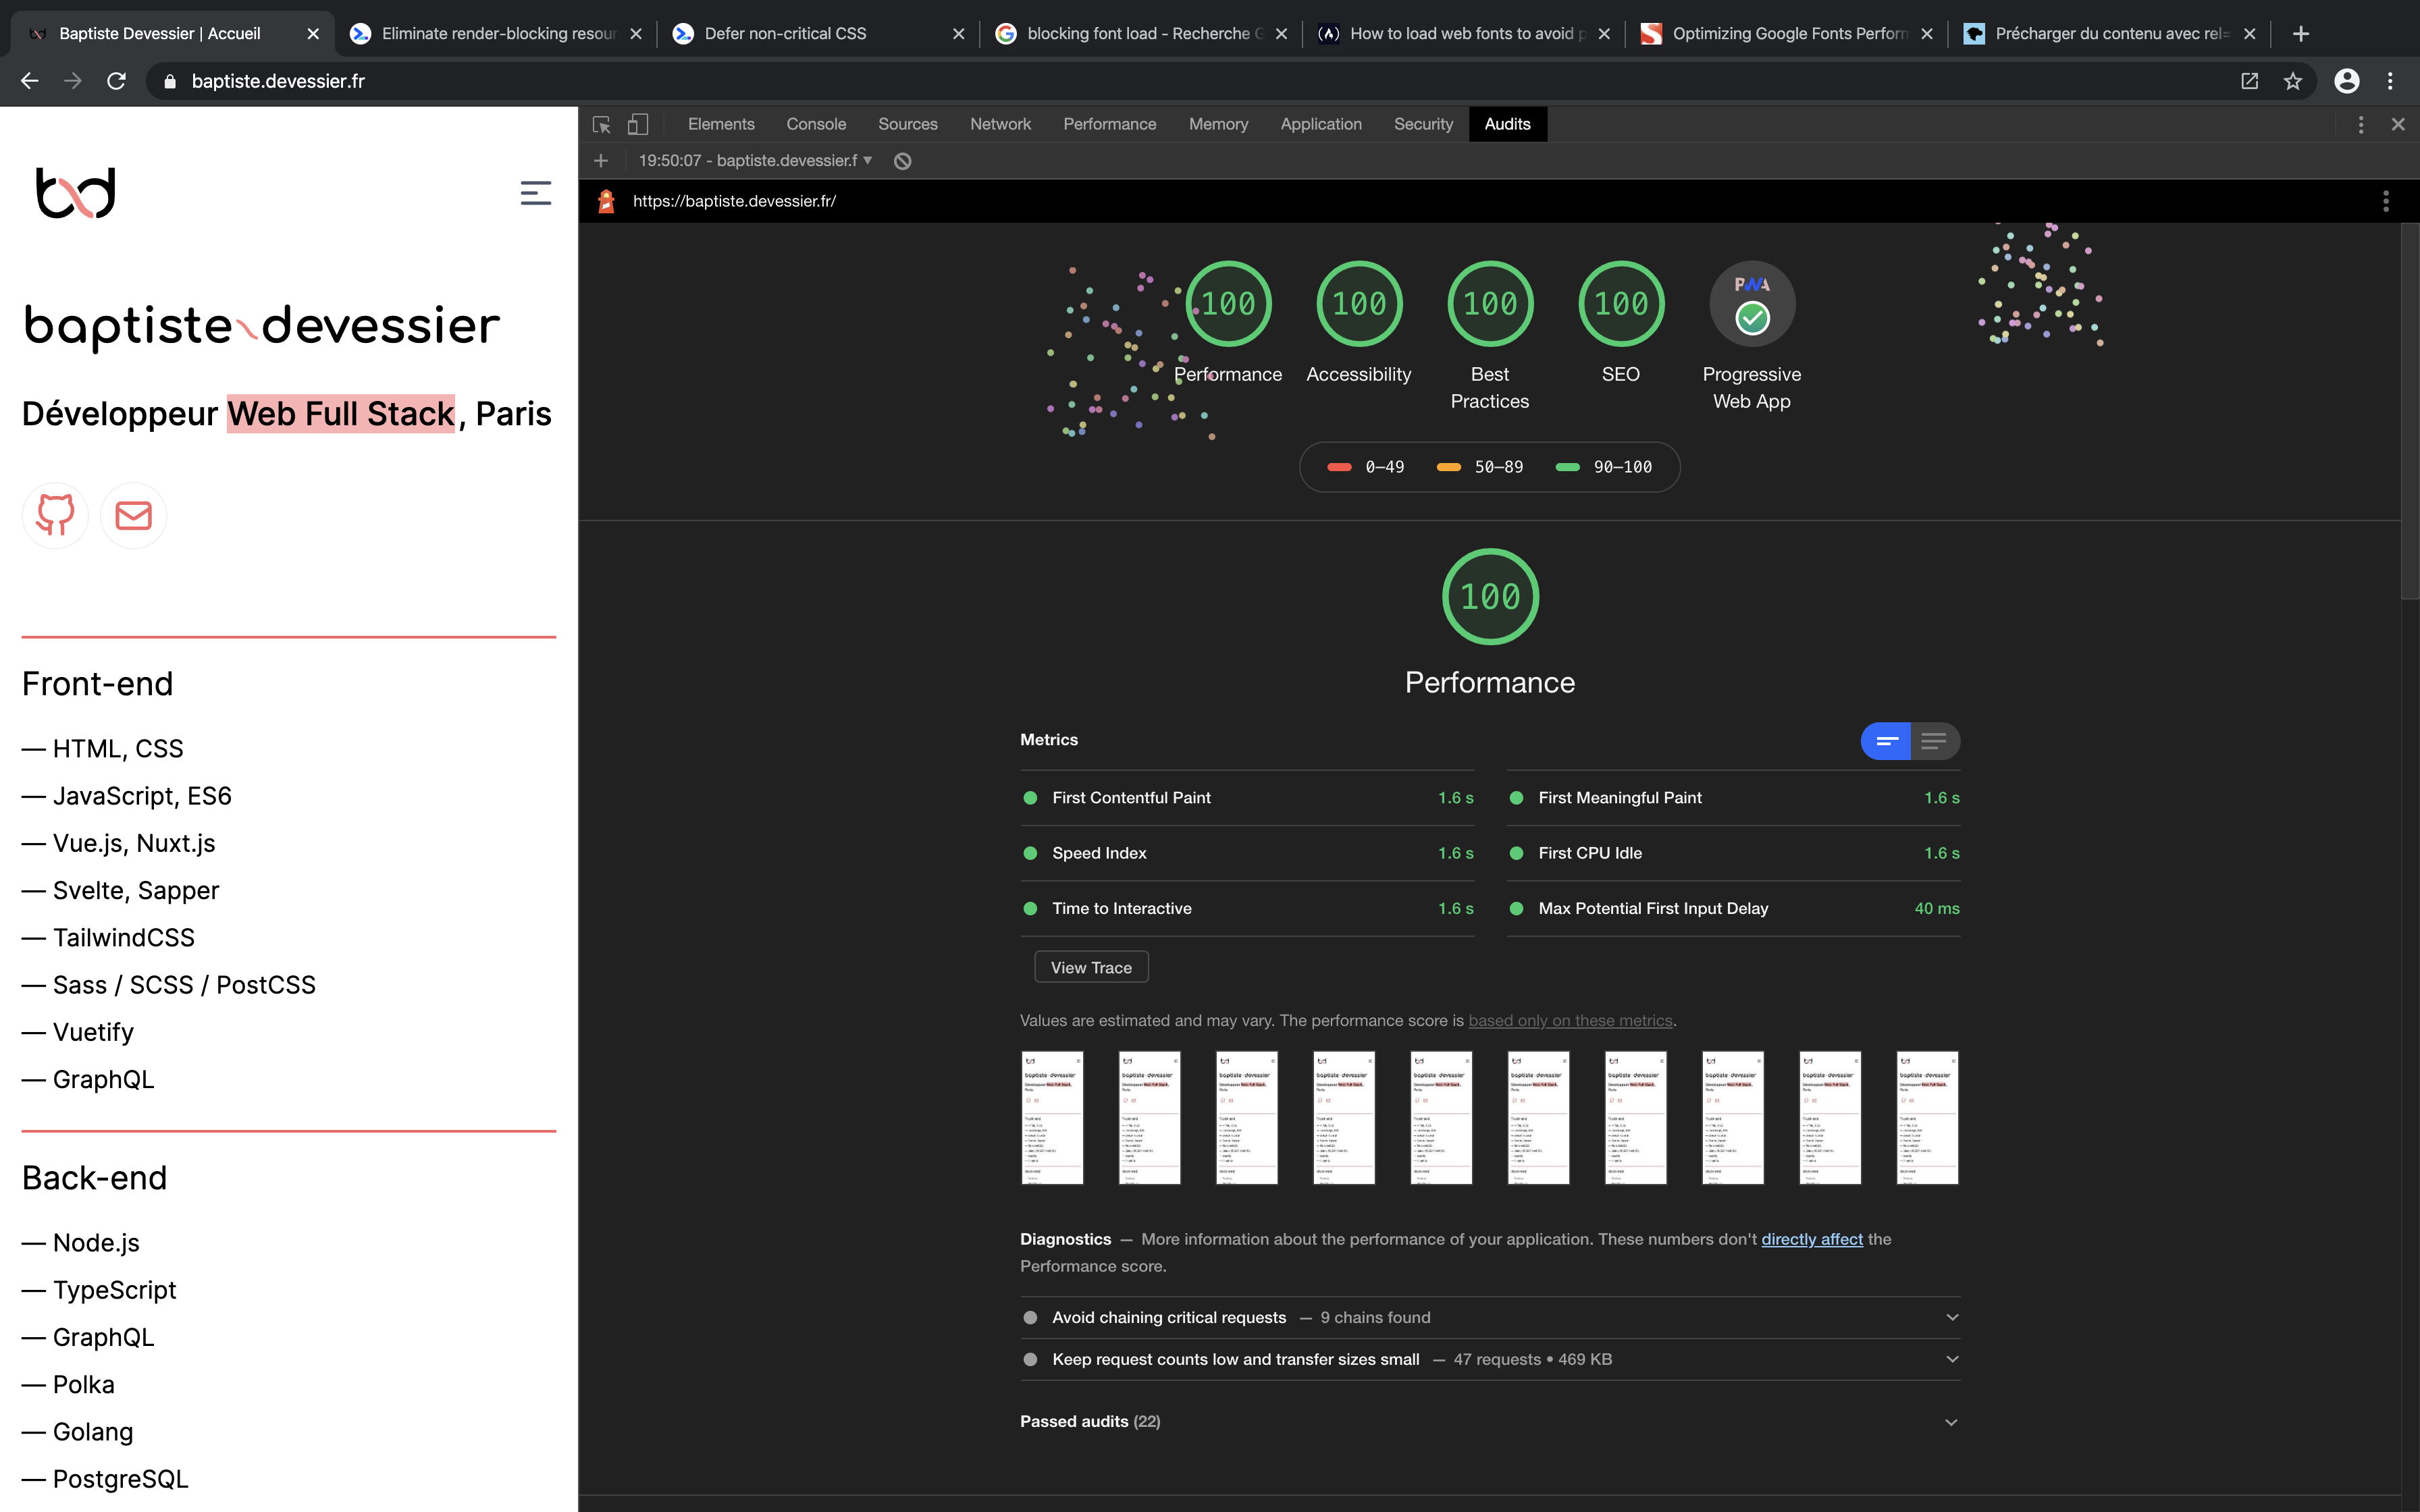 Baptiste Devessier | Accueil
Eliminate render-blocking resour
Defer non-critical CSS
blocking font load - Recherche G
How to load web fonts to avoid p
Optimizing Google Fonts Perform
Précharger du contenu avec rel=
baptiste.devessier.fr
bd
baptiste devessier
Développeur Web Full Stack, Paris
Front-end
— HTML, CSS
— JavaScript, ES6
— Vue.js, Nuxt.js
— Svelte, Sapper
— TailwindCSS
— Sass / SCSS / PostCSS
— Vuetify
— GraphQL
Back-end
— Node.js
— TypeScript
— GraphQL
— Polka
— Golang
— PostgreSQL
Elements Console Sources Network Performance Memory Application Security Audits
19:50:07 - baptiste.devessier.f
https://baptiste.devessier.fr/
100 100 100 100 PWA
Performance Accessibility Best Practices SEO Progressive Web App
0–49 50–89 90–100
100
Performance
Metrics
First Contentful Paint 1.6 s First Meaningful Paint 1.6 s
Speed Index 1.6 s First CPU Idle 1.6 s
Time to Interactive 1.6 s Max Potential First Input Delay 40 ms
View Trace
Values are estimated and may vary. The performance score is based only on these metrics.
Diagnostics — More information about the performance of your application. These numbers don't directly affect the
Performance score.
Avoid chaining critical requests — 9 chains found
Keep request counts low and transfer sizes small — 47 requests • 469 KB
Passed audits (22)